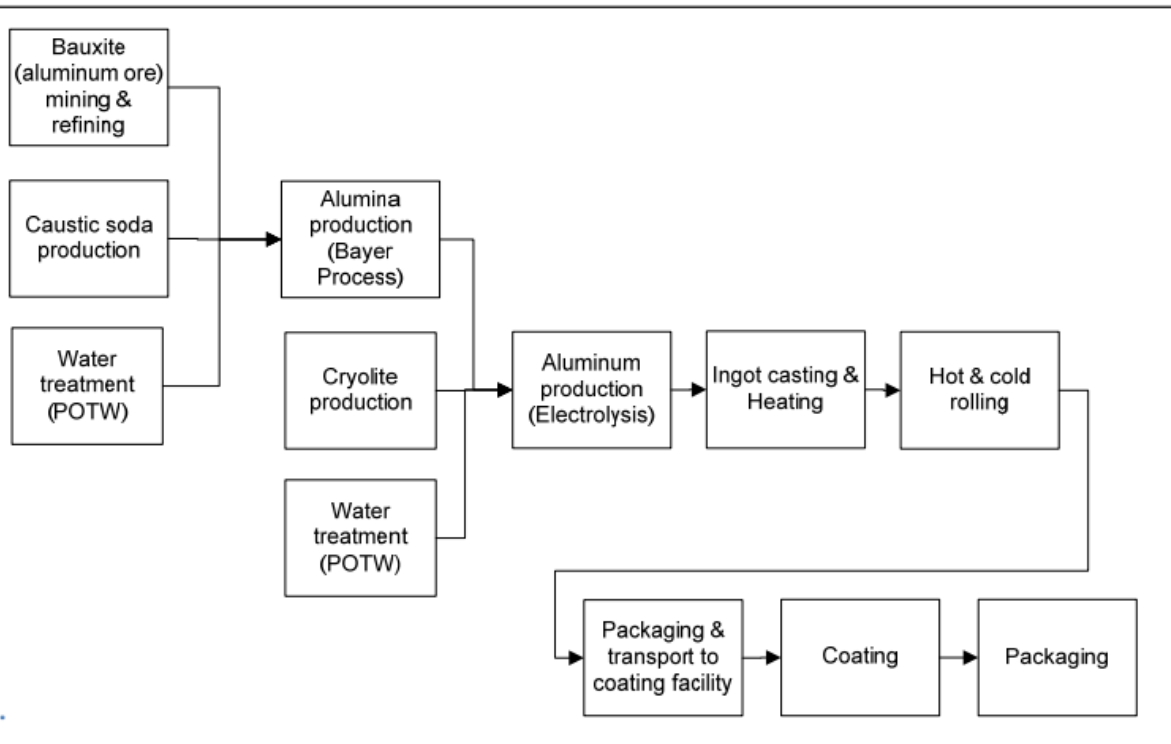 Bauxite
(aluminum ore)
mining &
refining
Caustic soda
production
Water
treatment
(POTW)
Alumina
production
(Bayer
Process)
Cryolite
production
Water
treatment
(POTW)
Aluminum
production
(Electrolysis)
Ingot casting &
Heating
Hot & cold
rolling
Packaging &
transport to
coating facility
Coating
Packaging